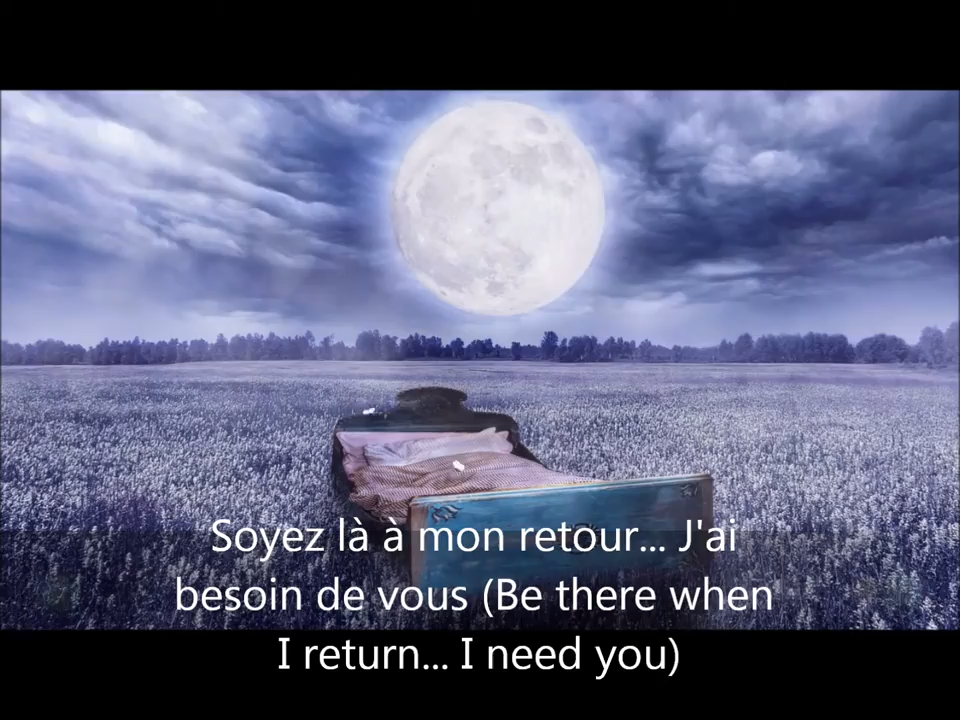 Soyez là à mon retour... J'ai
besoin de vous (Be there when
I return... I need you)